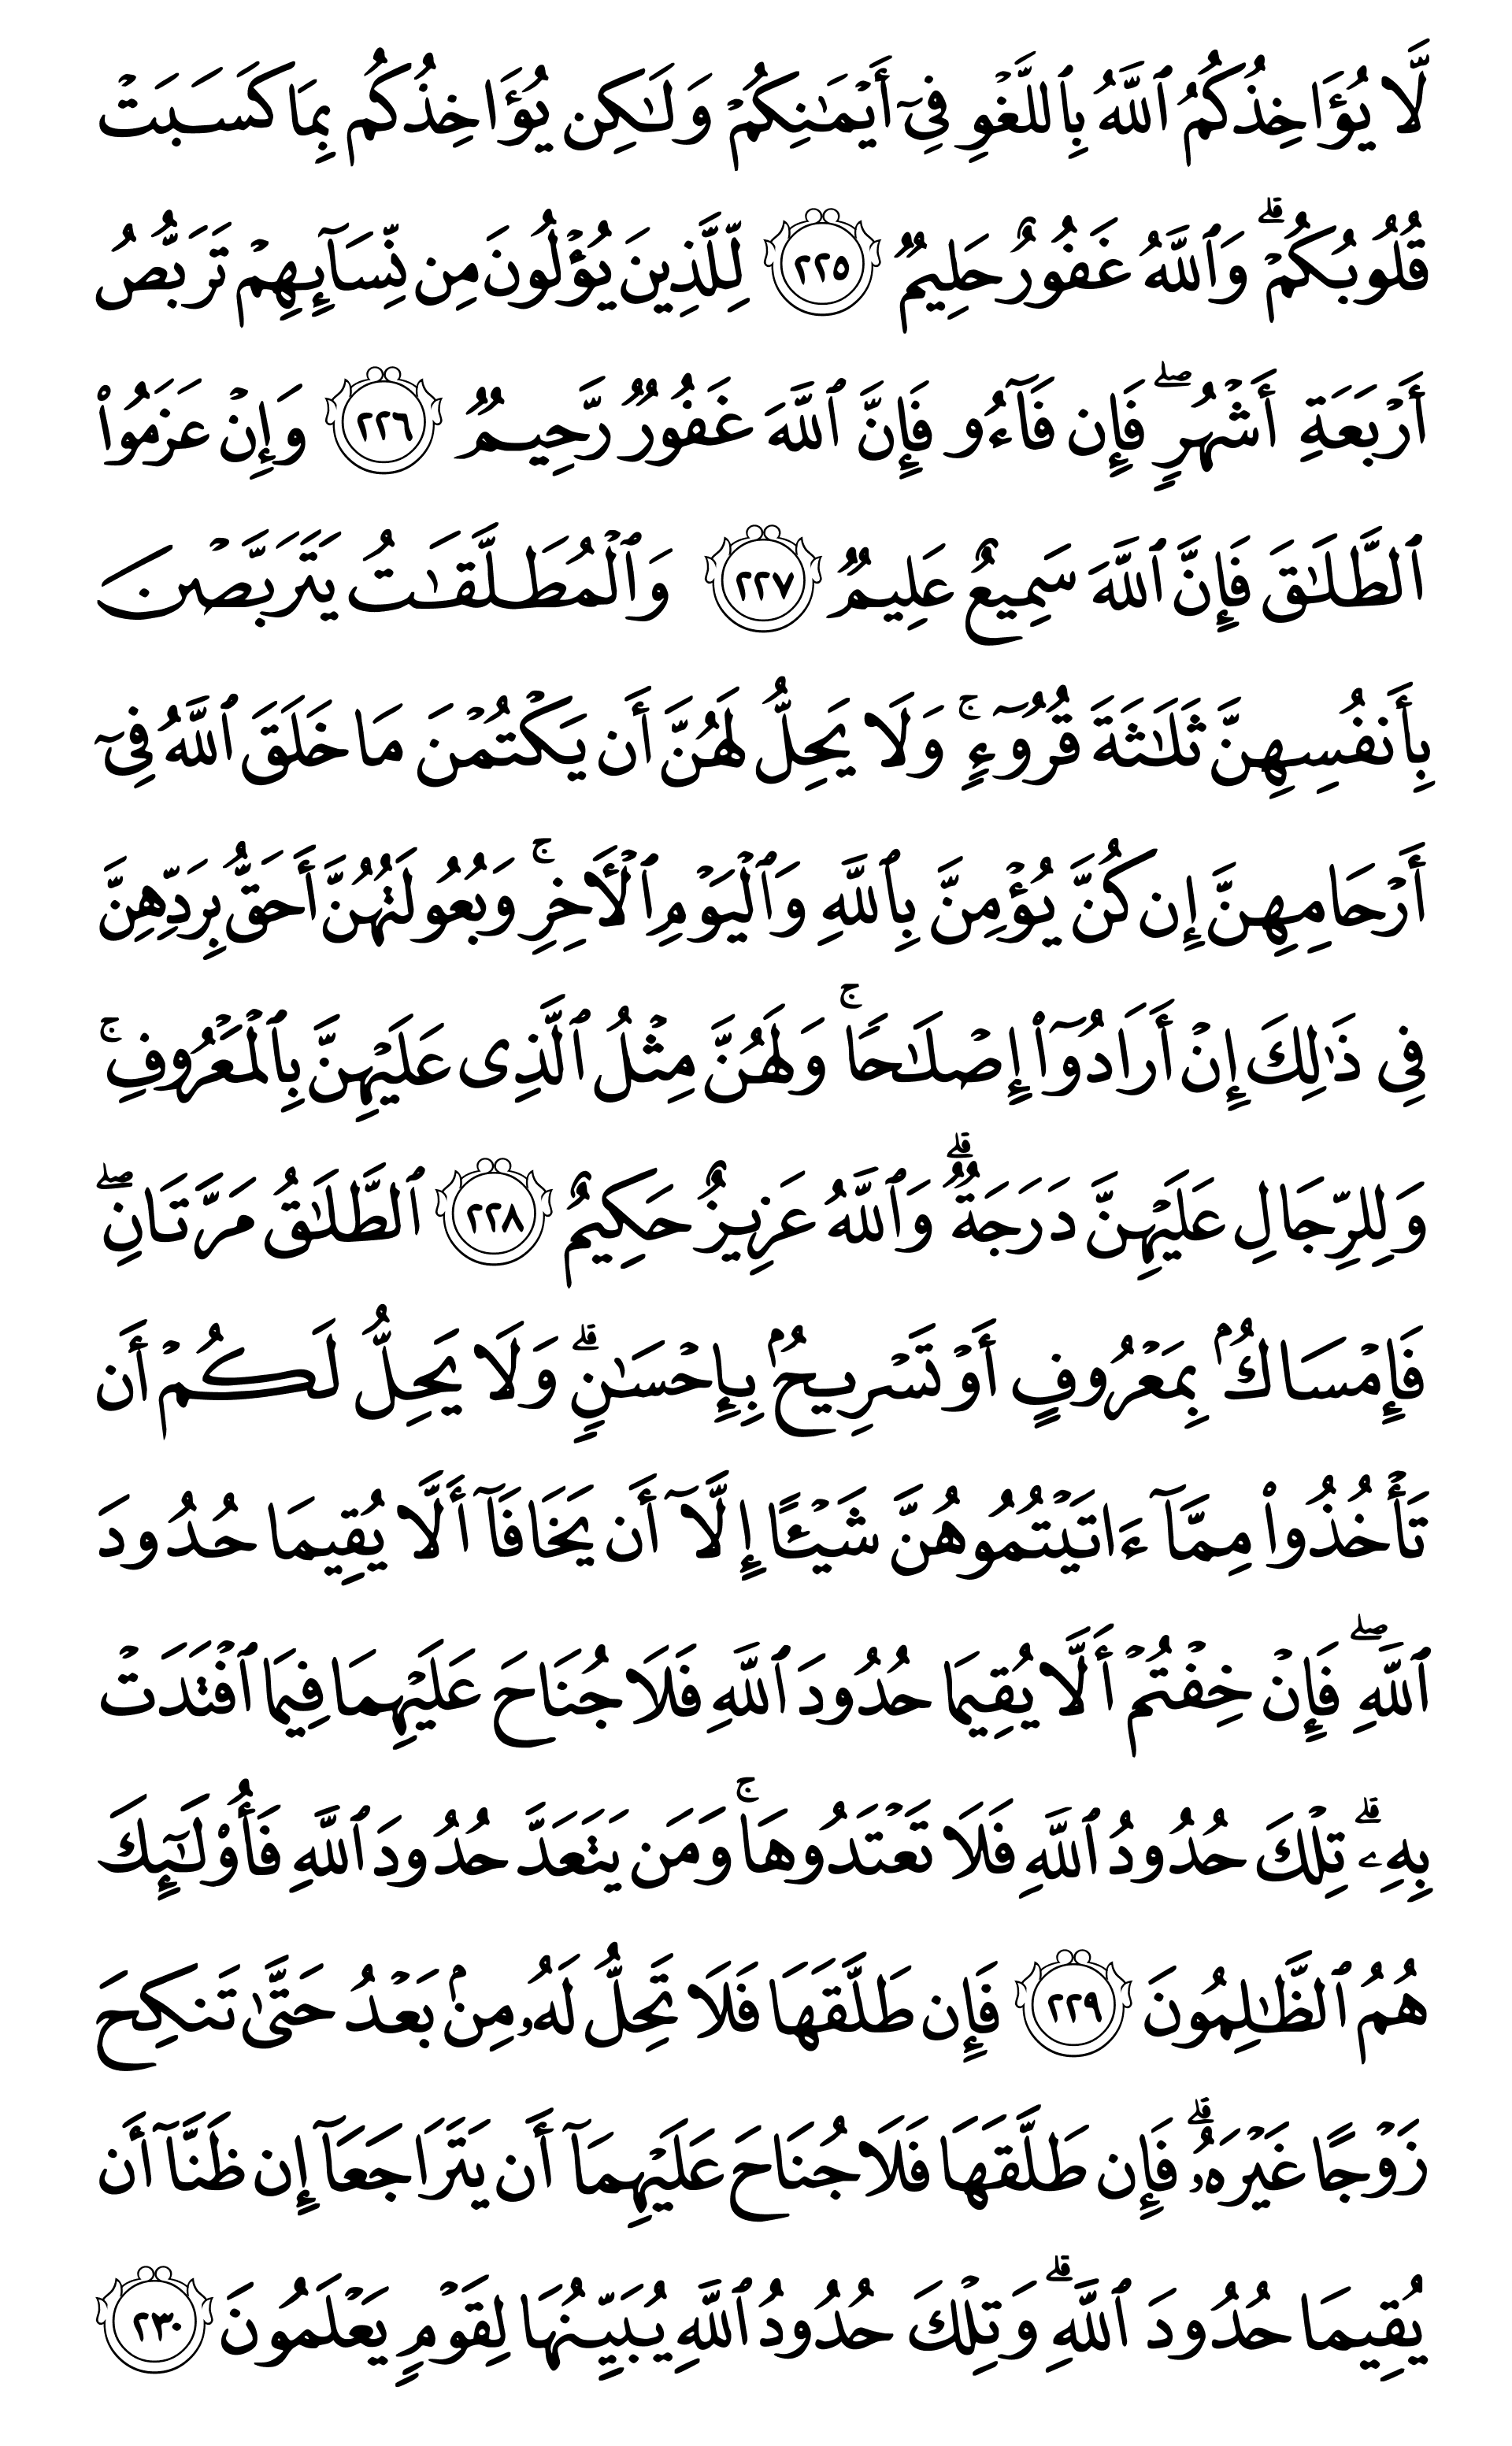 لَّا يُؤَاخِذُكُمُ ٱللَّهُ بِٱللَّغْوِ فِىٓ أَيْمَـٰنِكُمْ وَلَـٰكِن يُؤَاخِذُكُم بِمَا كَسَبَتْ
قُلُوبُكُمْ ۗ وَٱللَّهُ غَفُورٌ حَلِيمٌ ٢٢٥ لِّلَّذِينَ يُؤْلُونَ مِن نِّسَآئِهِمْ تَرَبُّصُ
أَرْبَعَةِ أَشْهُرٍ ۖ فَإِن فَآءُو فَإِنَّ ٱللَّهَ غَفُورٌ رَّحِيمٌ ٢٢٦ وَإِنْ عَزَمُوا۟
ٱلطَّلَـٰقَ فَإِنَّ ٱللَّهَ سَمِيعٌ عَلِيمٌ ٢٢٧ وَٱلْمُطَلَّقَـٰتُ يَتَرَبَّصْنَ
بِأَنفُسِهِنَّ ثَلَـٰثَةَ قُرُوٓءٍ ۚ وَلَا يَحِلُّ لَهُنَّ أَن يَكْتُمْنَ مَا خَلَقَ ٱللَّهُ فِىٓ
أَرْحَامِهِنَّ إِن كُنَّ يُؤْمِنَّ بِٱللَّهِ وَٱلْيَوْمِ ٱلْـَٔاخِرِ ۚ وَبُعُولَتُهُنَّ أَحَقُّ بِرَدِّهِنَّ
فِى ذَٰلِكَ إِنْ أَرَادُوٓا۟ إِصْلَـٰحًا ۚ وَلَهُنَّ مِثْلُ ٱلَّذِى عَلَيْهِنَّ بِٱلْمَعْرُوفِ ۚ
وَلِلرِّجَالِ عَلَيْهِنَّ دَرَجَةٌ ۗ وَٱللَّهُ عَزِيزٌ حَكِيمٌ ٢٢٨ ٱلطَّلَـٰقُ مَرَّتَانِ ۖ
فَإِمْسَاكٌۢ بِمَعْرُوفٍ أَوْ تَسْرِيحٌۢ بِإِحْسَـٰنٍ ۗ وَلَا يَحِلُّ لَكُمْ أَن
تَأْخُذُوا۟ مِمَّآ ءَاتَيْتُمُوهُنَّ شَيْـًٔا إِلَّآ أَن يَخَافَآ أَلَّا يُقِيمَا حُدُودَ
ٱللَّهِ ۖ فَإِنْ خِفْتُمْ أَلَّا يُقِيمَا حُدُودَ ٱللَّهِ فَلَا جُنَاحَ عَلَيْهِمَا فِيمَا ٱفْتَدَتْ
بِهِۦ ۗ تِلْكَ حُدُودُ ٱللَّهِ فَلَا تَعْتَدُوهَا ۚ وَمَن يَتَعَدَّ حُدُودَ ٱللَّهِ فَأُو۟لَـٰٓئِكَ
هُمُ ٱلظَّـٰلِمُونَ ٢٢٩ فَإِن طَلَّقَهَا فَلَا تَحِلُّ لَهُۥ مِنۢ بَعْدُ حَتَّىٰ تَنكِحَ
زَوْجًا غَيْرَهُۥ ۗ فَإِن طَلَّقَهَا فَلَا جُنَاحَ عَلَيْهِمَآ أَن يَتَرَاجَعَآ إِن ظَنَّآ أَن
يُقِيمَا حُدُودَ ٱللَّهِ ۗ وَتِلْكَ حُدُودُ ٱللَّهِ يُبَيِّنُهَا لِقَوْمٍ يَعْلَمُونَ ٢٣٠